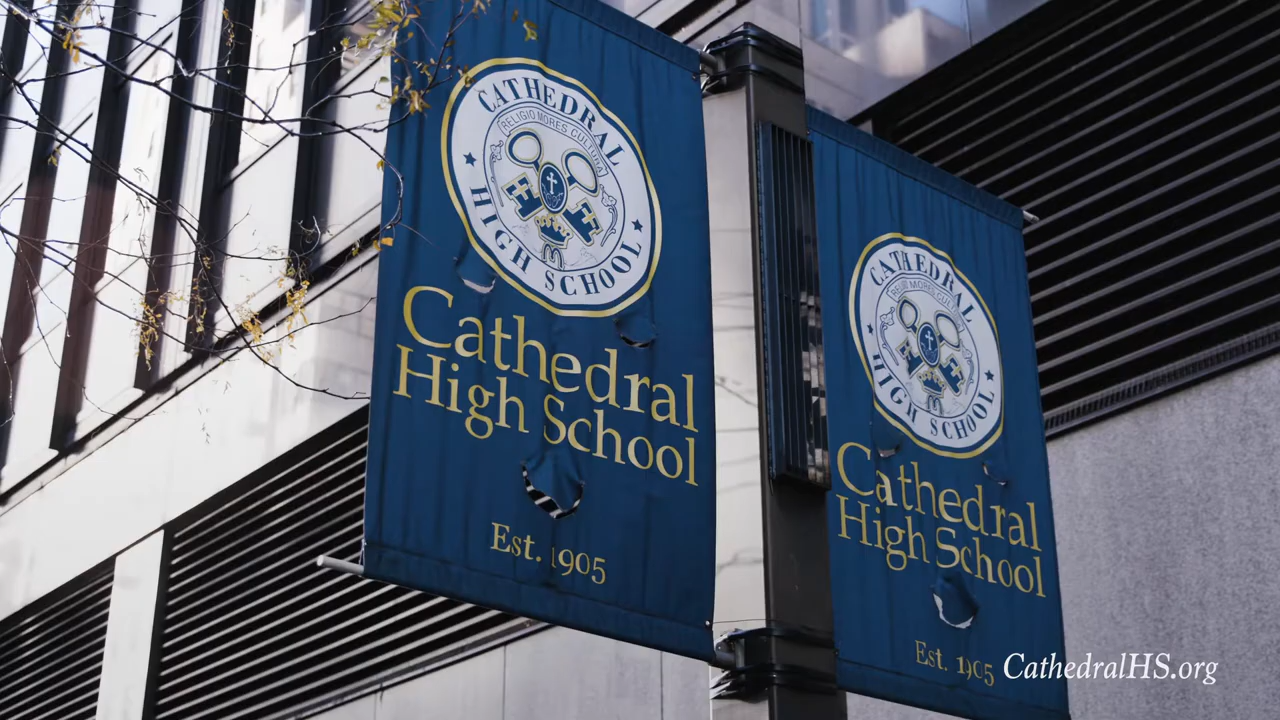 CATHEDRAL
RELIGIO MORES CULTURA
HIGH SCHOOL
Cathedral
High School
Est. 1905
CATHEDRAL
RELIGIO MORES CULTURA
HIGH SCHOOL
Cathedral
High School
Est. 1905
CathedralHS.org